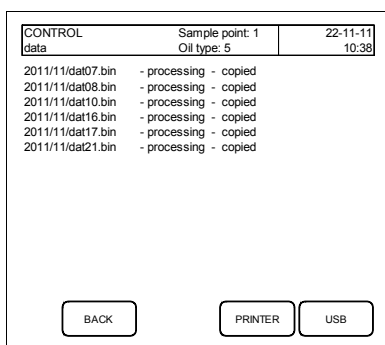 CONTROL Sample point: 1 22-11-11
data Oil type: 5 10:38
2011/11/dat07.bin - processing - copied
2011/11/dat08.bin - processing - copied
2011/11/dat10.bin - processing - copied
2011/11/dat16.bin - processing - copied
2011/11/dat17.bin - processing - copied
2011/11/dat21.bin - processing - copied
BACK PRINTER USB